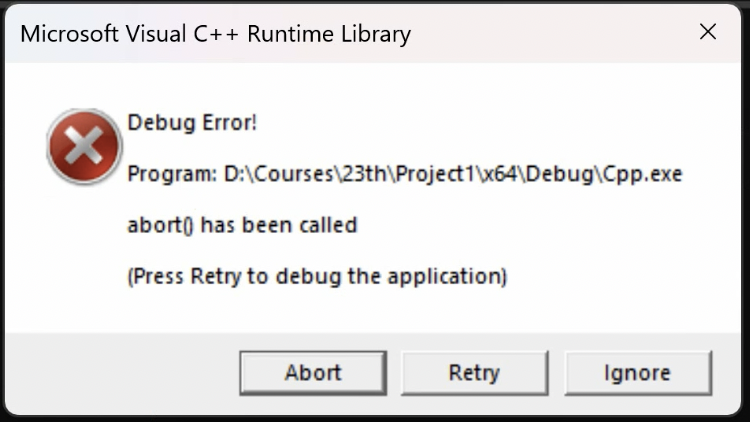 Microsoft Visual C++ Runtime Library
Debug Error!
Program: D:\Courses\23th\Project1\x64\Debug\Cpp.exe
abort() has been called
(Press Retry to debug the application)
Abort
Retry
Ignore